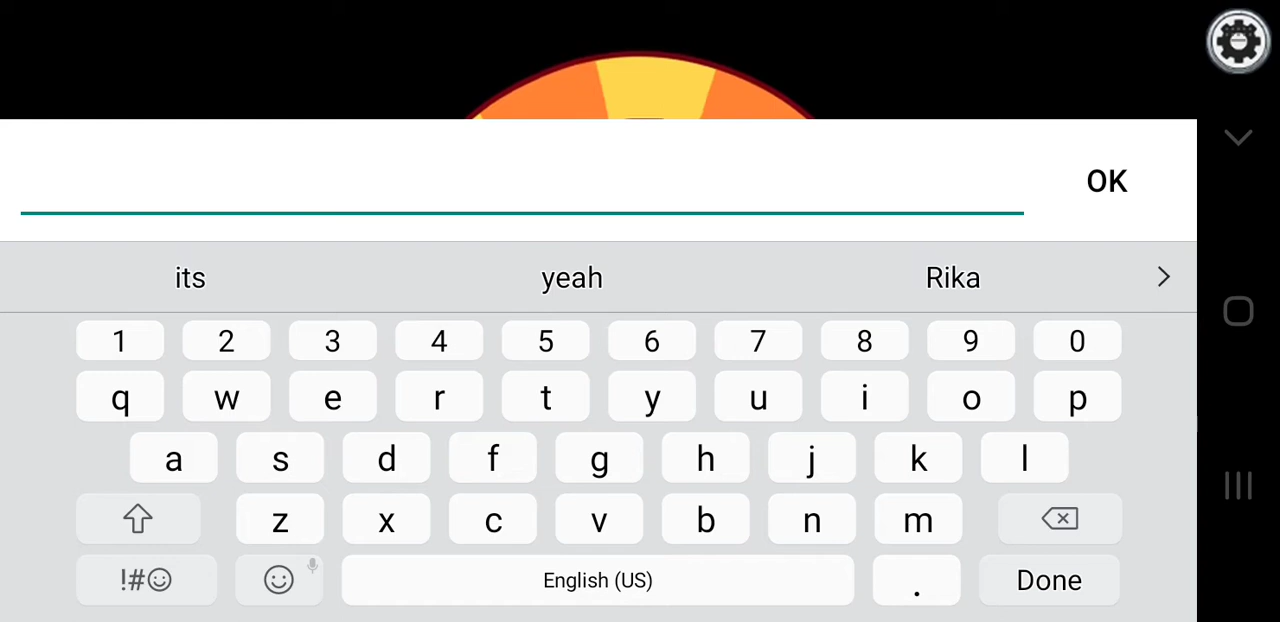 OK
its yeah Rika
1 2 3 4 5 6 7 8 9 0
q w e r t y u i o p
a s d f g h j k l
z x c v b n m
!#☺ English (US) . Done